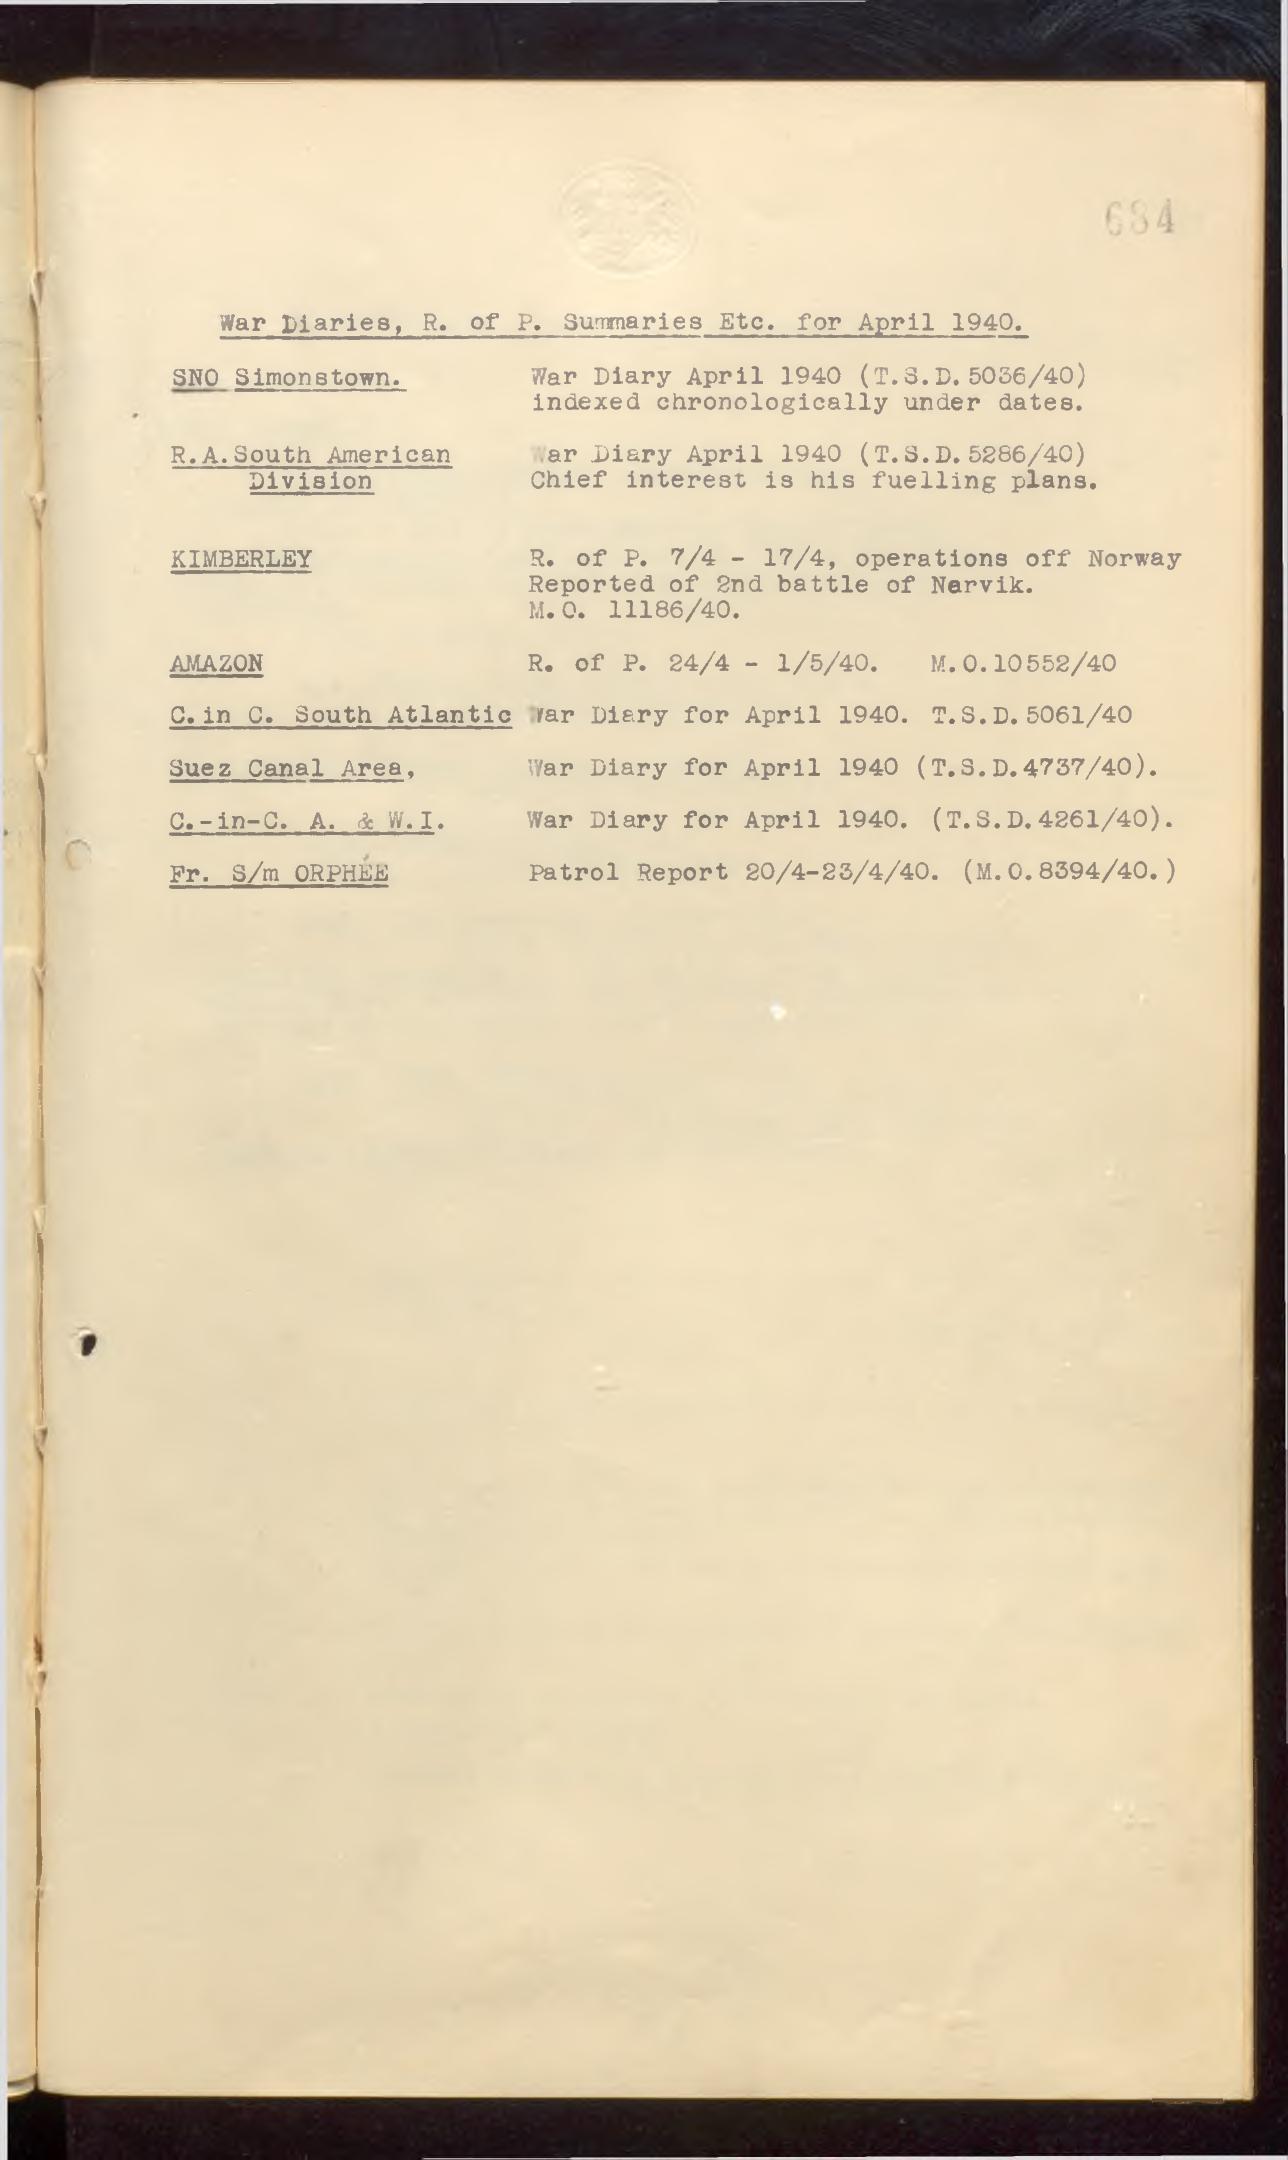 684
War Diaries, R. of P. Summaries Etc. for April 1940.
SNO Simonstown. War Diary April 1940 (T.S.D.5036/40)
indexed chronologically under dates.
R.A.South American War Diary April 1940 (T.S.D.5286/40)
Division Chief interest is his fuelling plans.
KIMBERLEY R. of P. 7/4 - 17/4, operations off Norway
Reported of 2nd battle of Narvik.
M.O. 11186/40.
AMAZON R. of P. 24/4 - 1/5/40. M.O.10552/40
C.in C. South Atlantic War Diary for April 1940. T.S.D.5061/40
Suez Canal Area, War Diary for April 1940 (T.S.D.4737/40).
C.-in-C. A. & W.I. War Diary for April 1940. (T.S.D.4261/40).
Fr. S/m ORPHÉE Patrol Report 20/4-23/4/40. (M.O.8394/40.)